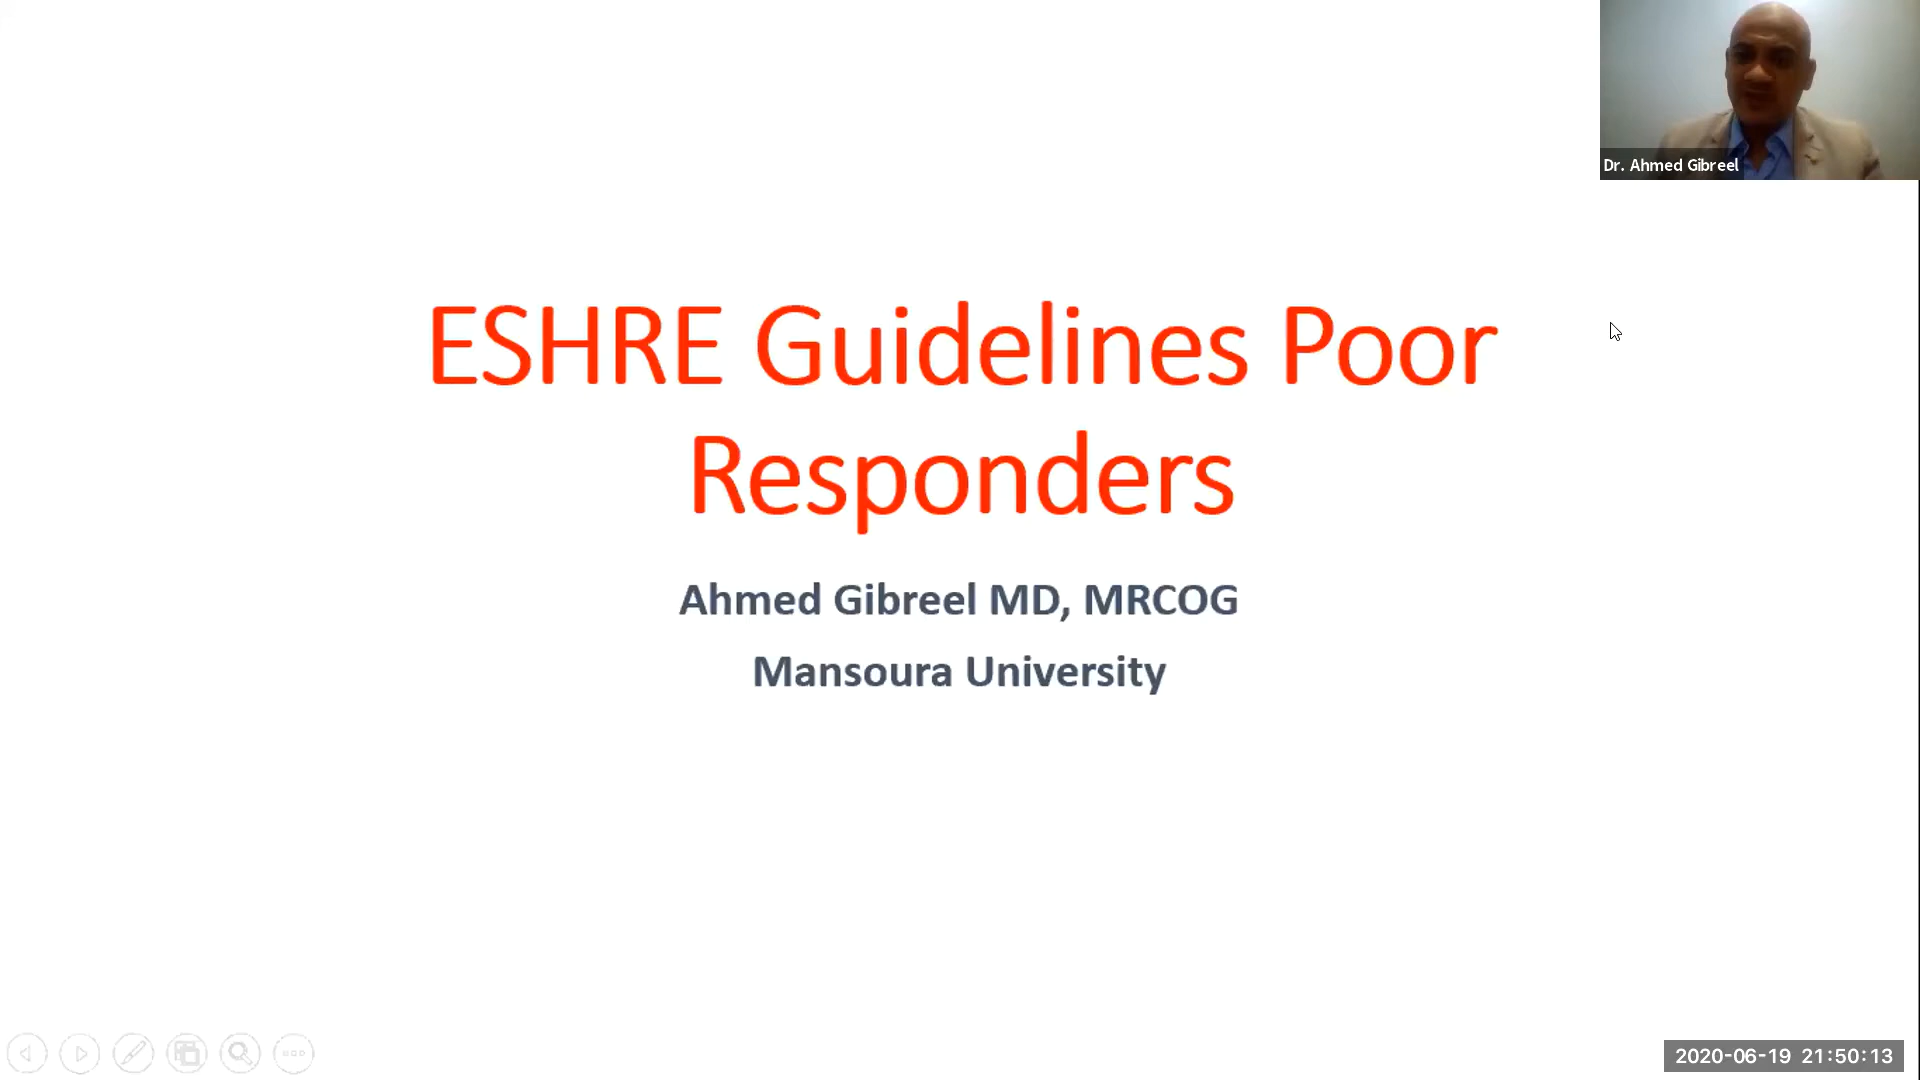 Dr. Ahmed Gibreel
ESHRE Guidelines Poor
Responders
Ahmed Gibreel MD, MRCOG
Mansoura University
2020-06-19 21:50:13